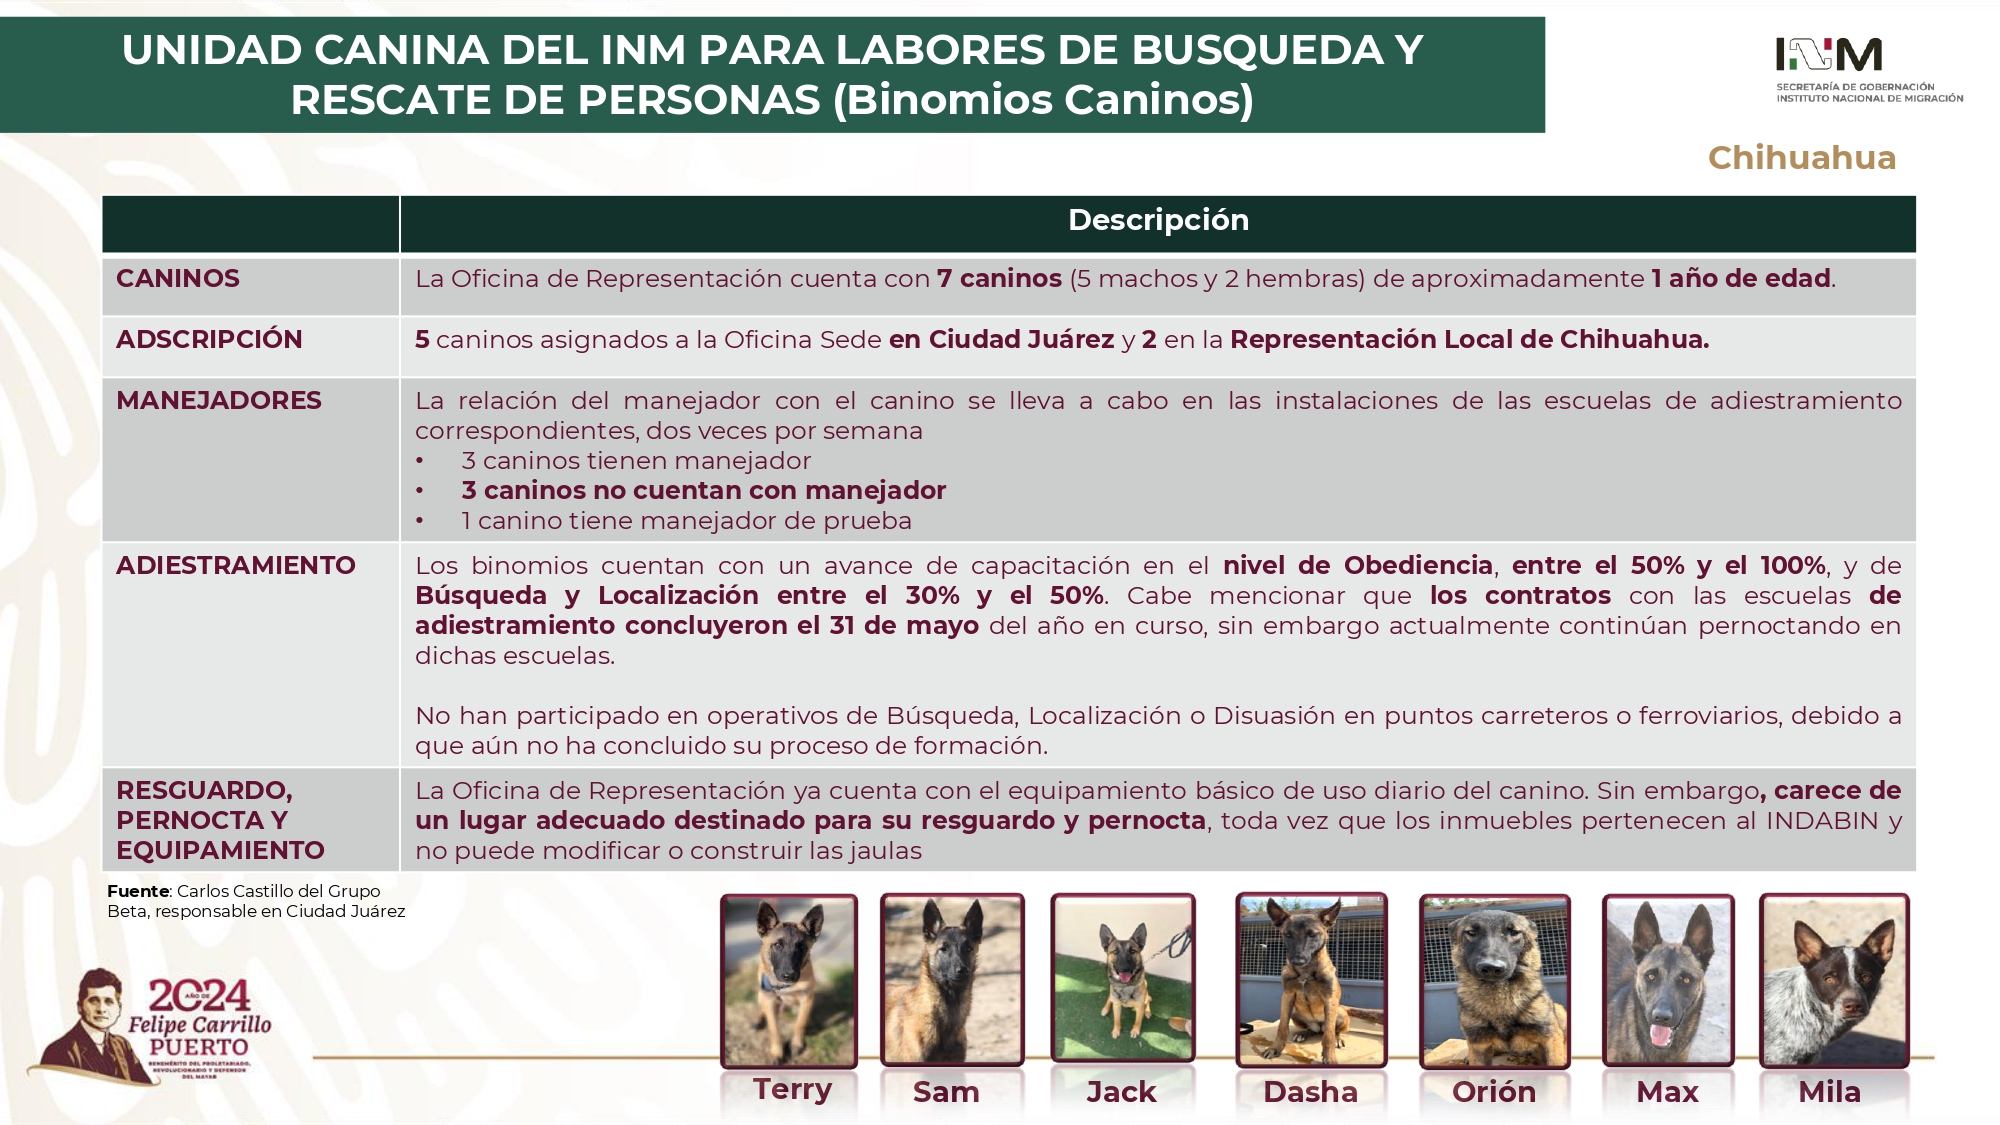 UNIDAD CANINA DEL INM PARA LABORES DE BUSQUEDA Y
RESCATE DE PERSONAS (Binomios Caninos)
INM
SECRETARÍA DE GOBERNACIÓN
INSTITUTO NACIONAL DE MIGRACIÓN
Chihuahua
Descripción
CANINOS
La Oficina de Representación cuenta con 7 caninos (5 machos y 2 hembras) de aproximadamente 1 año de edad.
ADSCRIPCIÓN
5 caninos asignados a la Oficina Sede en Ciudad Juárez y 2 en la Representación Local de Chihuahua.
MANEJADORES
La relación del manejador con el canino se lleva a cabo en las instalaciones de las escuelas de adiestramiento
correspondientes, dos veces por semana
• 3 caninos tienen manejador
• 3 caninos no cuentan con manejador
• 1 canino tiene manejador de prueba
ADIESTRAMIENTO
Los binomios cuentan con un avance de capacitación en el nivel de Obediencia, entre el 50% y el 100%, y de
Búsqueda y Localización entre el 30% y el 50%. Cabe mencionar que los contratos con las escuelas de
adiestramiento concluyeron el 31 de mayo del año en curso, sin embargo actualmente continúan pernoctando en
dichas escuelas.
No han participado en operativos de Búsqueda, Localización o Disuasión en puntos carreteros o ferroviarios, debido a
que aún no ha concluido su proceso de formación.
RESGUARDO,
PERNOCTA Y
EQUIPAMIENTO
La Oficina de Representación ya cuenta con el equipamiento básico de uso diario del canino. Sin embargo, carece de
un lugar adecuado destinado para su resguardo y pernocta, toda vez que los inmuebles pertenecen al INDABIN y
no puede modificar o construir las jaulas
Fuente: Carlos Castillo del Grupo
Beta, responsable en Ciudad Juárez
2024
AÑO DE
Felipe Carrillo
PUERTO
BENEMÉRITO DEL PROLETARIADO,
REVOLUCIONARIO Y DEFENSOR
DEL MAYAB
Terry
Sam
Jack
Dasha
Orión
Max
Mila